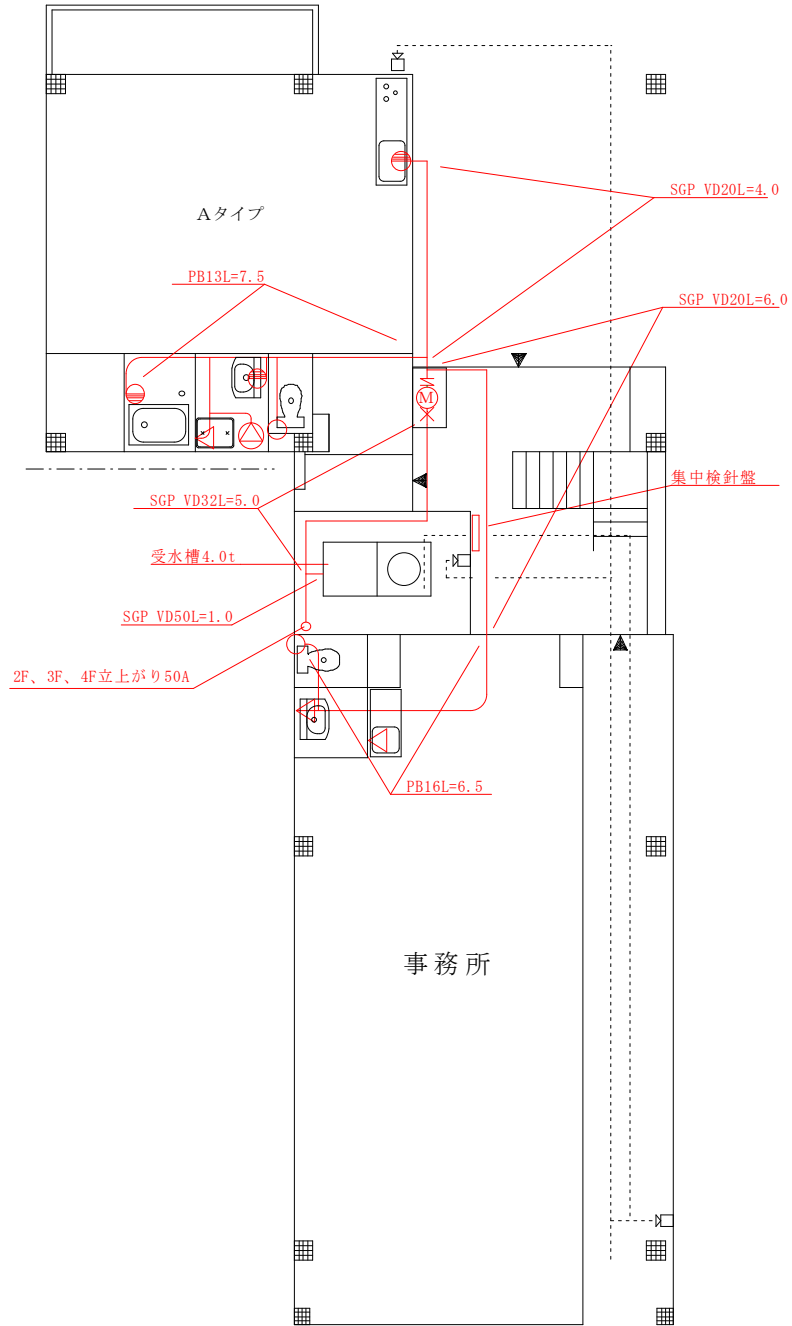 SGP VD20L=4.0
Aタイプ
PB13L=7.5
SGP VD20L=6.0
M
M
集中検針盤
SGP VD32L=5.0
受水槽4.0t
SGP VD50L=1.0
2F、3F、4F立上がり50A
PB16L=6.5
事務所